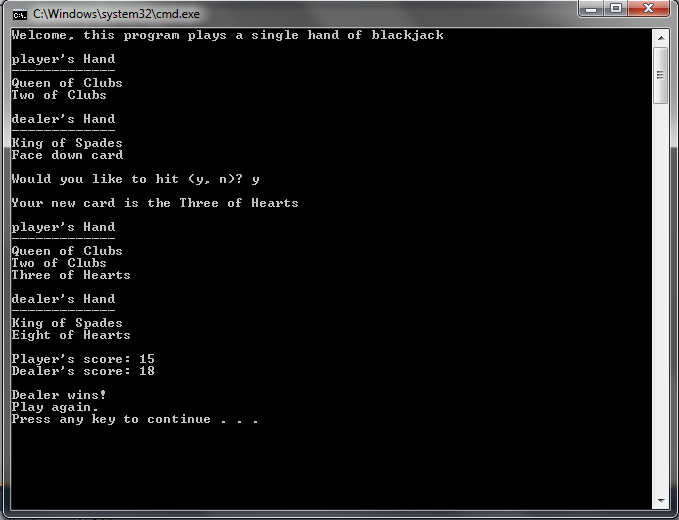 C:\Windows\system32\cmd.exe
Welcome, this program plays a single hand of blackjack
player's Hand
-------------
Queen of Clubs
Two of Clubs
dealer's Hand
-------------
King of Spades
Face down card
Would you like to hit (y, n)? y
Your new card is the Three of Hearts
player's Hand
-------------
Queen of Clubs
Two of Clubs
Three of Hearts
dealer's Hand
-------------
King of Spades
Eight of Hearts
Player's score: 15
Dealer's score: 18
Dealer wins!
Play again.
Press any key to continue . . .